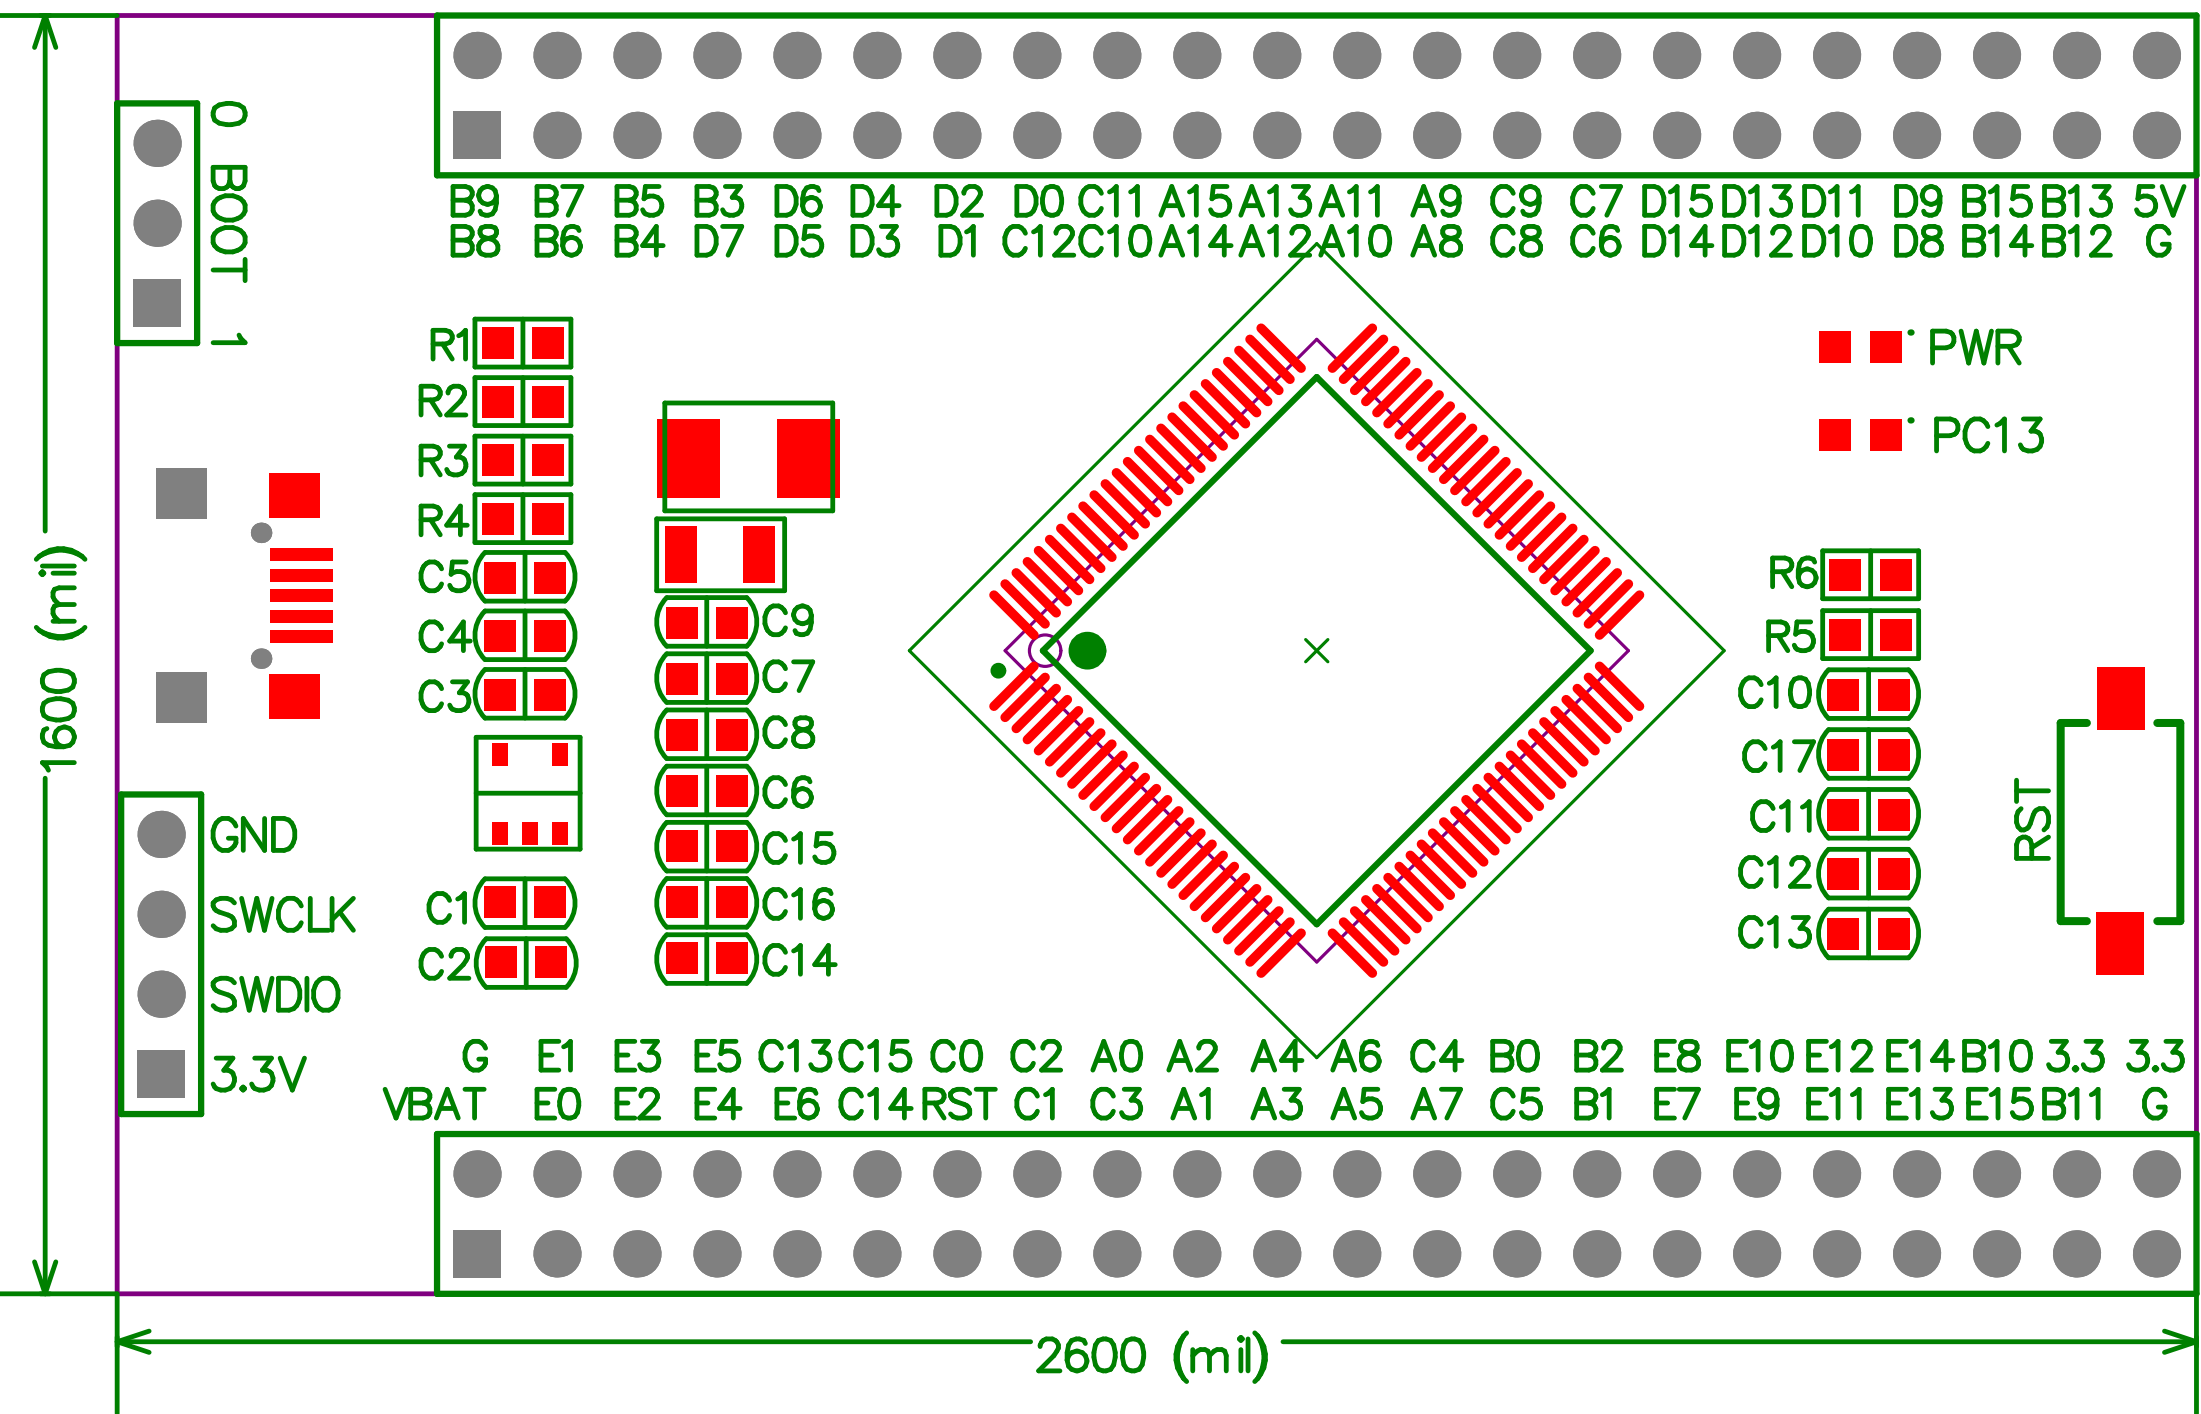 B9 B7 B5 B3 D6 D4 D2 D0 C11 A15 A13 A11 A9 C9 C7 D15 D13 D11 D9 B15 B13 5V
B8 B6 B4 D7 D5 D3 D1 C12 C10 A14 A12 A10 A8 C8 C6 D14 D12 D10 D8 B14 B12 G
0 BOOT 1
R1
R2
R3
R4
C5
C4
C3
C1
C2
C9
C7
C8
C6
C15
C16
C14
PWR
PC13
R6
R5
C10
C17
C11
C12
C13
RST
1600 (mil)
GND
SWCLK
SWDIO
3.3V
G E1 E3 E5 C13 C15 C0 C2 A0 A2 A4 A6 C4 B0 B2 E8 E10 E12 E14 B10 3.3 3.3
VBAT E0 E2 E4 E6 C14 RST C1 C3 A1 A3 A5 A7 C5 B1 E7 E9 E11 E13 E15 B11 G
2600 (mil)